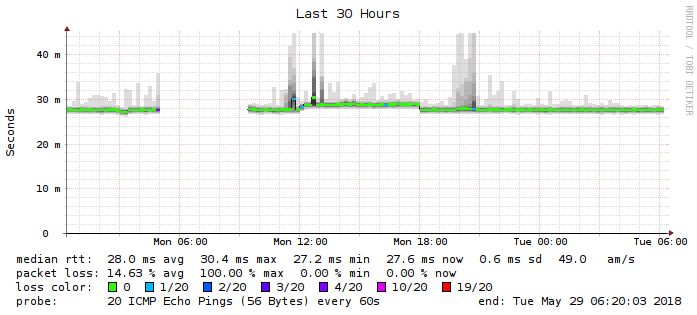 Last 30 Hours
RRDTOOL / TOBI OETIKER
Seconds
40 m
30 m
20 m
10 m
0
Mon 06:00 Mon 12:00 Mon 18:00 Tue 00:00 Tue 06:00
median rtt: 28.0 ms avg 30.4 ms max 27.2 ms min 27.6 ms now 0.6 ms sd 49.0 am/s
packet loss: 14.63 % avg 100.00 % max 0.00 % min 0.00 % now
loss color: 0 1/20 2/20 3/20 4/20 10/20 19/20
probe: 20 ICMP Echo Pings (56 Bytes) every 60s end: Tue May 29 06:20:03 2018